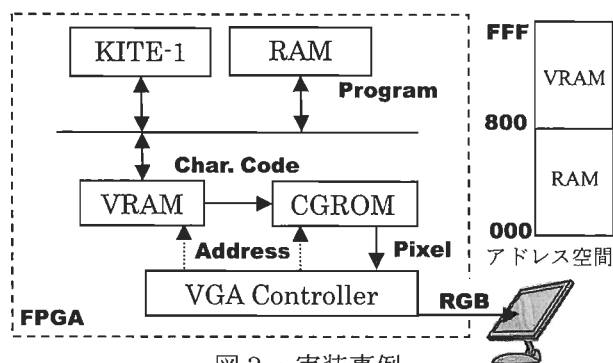 KITE-1
RAM
Program
Char. Code
VRAM
CGROM
Address
Pixel
VGA Controller
RGB
FPGA
FFF
VRAM
800
RAM
000
アドレス空間
図2 実装事例